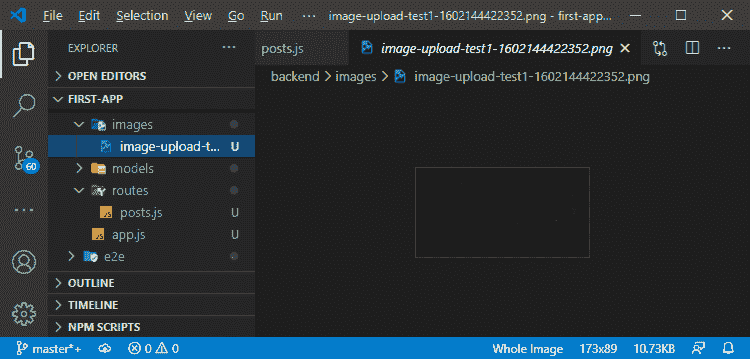 File Edit View Go Run ··· image-upload-test1-1602144422352.png - first-app...
EXPLORER ···
posts.js image-upload-test1-1602144422352.png
OPEN EDITORS
backend > images > image-upload-test1-1602144422352.png
FIRST-APP
images
image-upload-t... U
models
routes
JS posts.js U
JS app.js U
e2e
OUTLINE
TIMELINE
NPM SCRIPTS
60
master*+ 0 0 Whole Image 173x89 10.73KB